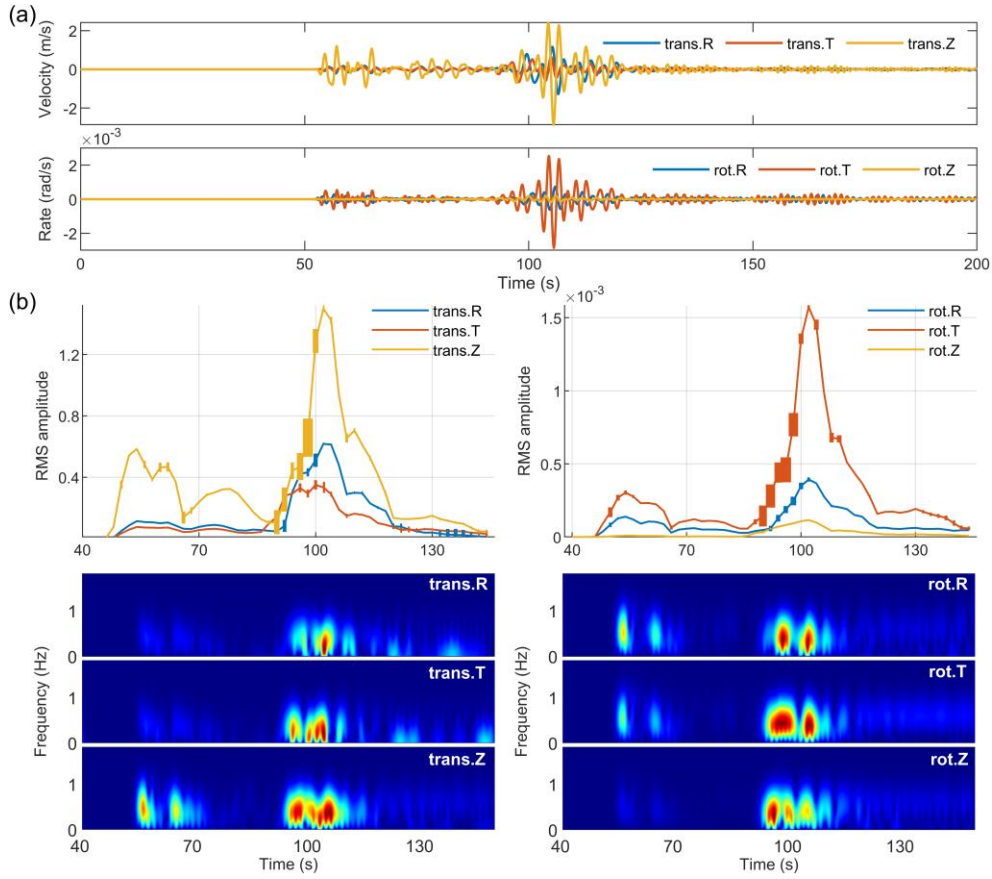 (a)
2
0
-2
Velocity (m/s)
trans.R trans.T trans.Z
×10⁻³
2
0
-2
Rate (rad/s)
rot.R rot.T rot.Z
0 50 100 150 200
Time (s)
(b)
1.2
0.8
0.4
RMS amplitude
trans.R
trans.T
trans.Z
40 70 100 130
×10⁻³
1.5
1
0.5
0
RMS amplitude
rot.R
rot.T
rot.Z
40 70 100 130
trans.R
1
0
trans.T
1
0
trans.Z
1
0
Frequency (Hz)
40 70 100 130
Time (s)
rot.R
1
0
rot.T
1
0
rot.Z
1
0
Frequency (Hz)
40 70 100 130
Time (s)